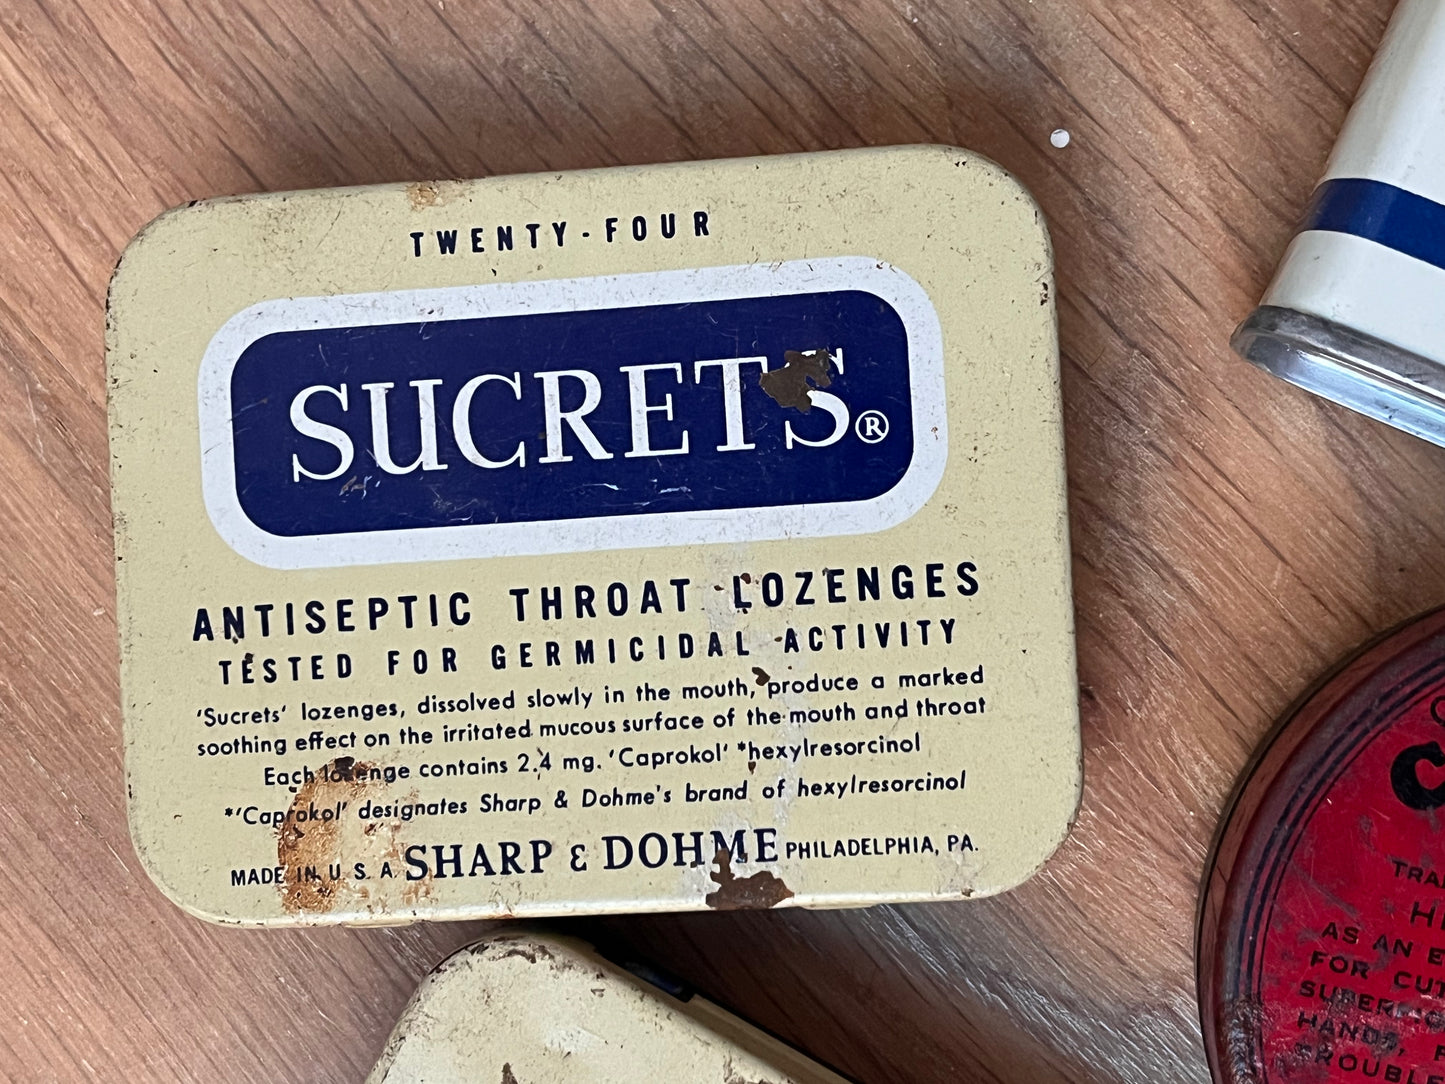 TWENTY-FOUR
SUCRETS®
ANTISEPTIC THROAT LOZENGES
TESTED FOR GERMICIDAL ACTIVITY
'Sucrets' lozenges, dissolved slowly in the mouth, produce a marked
soothing effect on the irritated mucous surface of the mouth and throat
Each lozenge contains 2.4 mg. 'Caprokol' *hexylresorcinol
*'Caprokol' designates Sharp & Dohme's brand of hexylresorcinol
MADE IN U. S. A. SHARP & DOHME PHILADELPHIA, PA.
AS AN
FOR
HANDS,